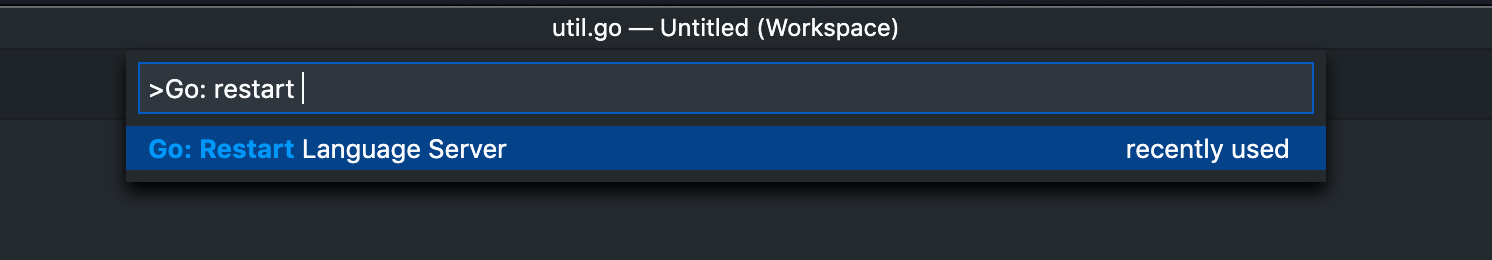 util.go — Untitled (Workspace)
>Go: restart
Go: Restart Language Server recently used